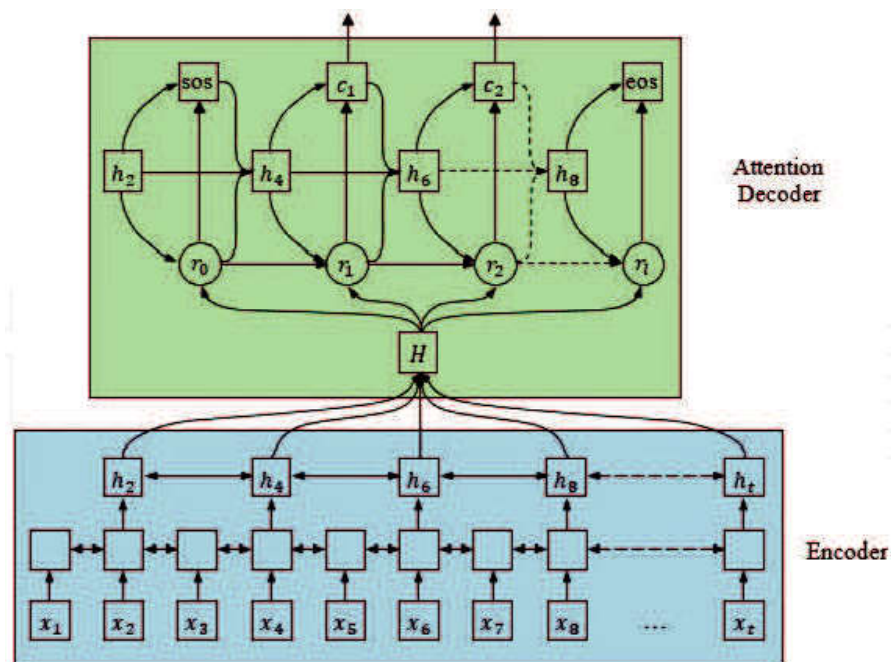 sos c₁ c₂ eos
h₂ h₄ h₆ h₈
Attention
Decoder
r₀ r₁ r₂ rₗ
H
h₂ h₄ h₆ h₈ hₜ
Encoder
x₁ x₂ x₃ x₄ x₅ x₆ x₇ x₈ .... xₜ